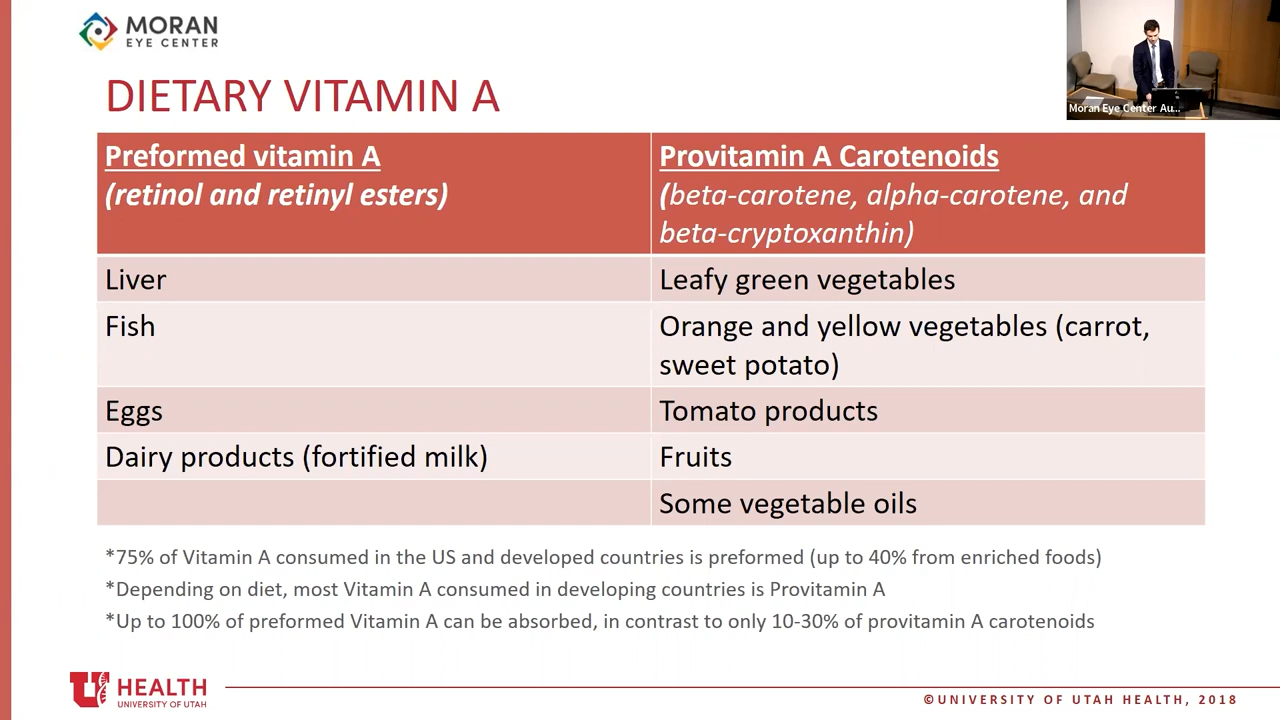 MORAN
EYE CENTER
Moran Eye Center Au...
DIETARY VITAMIN A
Preformed vitamin A
(retinol and retinyl esters)
Provitamin A Carotenoids
(beta-carotene, alpha-carotene, and
beta-cryptoxanthin)
Liver
Leafy green vegetables
Fish
Orange and yellow vegetables (carrot,
sweet potato)
Eggs
Tomato products
Dairy products (fortified milk)
Fruits
Some vegetable oils
*75% of Vitamin A consumed in the US and developed countries is preformed (up to 40% from enriched foods)
*Depending on diet, most Vitamin A consumed in developing countries is Provitamin A
*Up to 100% of preformed Vitamin A can be absorbed, in contrast to only 10-30% of provitamin A carotenoids
U HEALTH
UNIVERSITY OF UTAH
©UNIVERSITY OF UTAH HEALTH, 2018